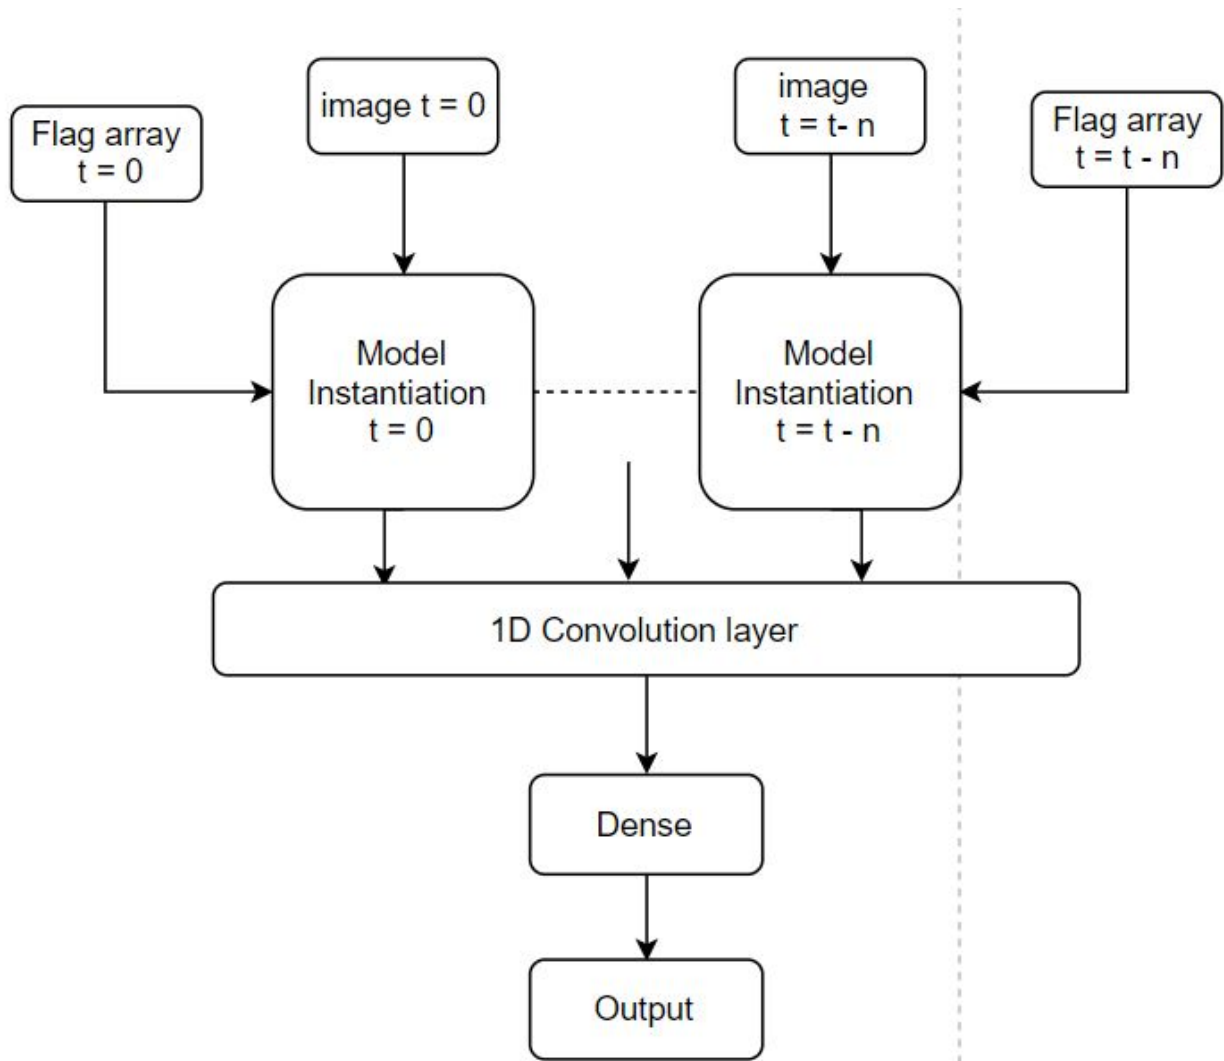 image t = 0
image
t = t- n
Flag array
t = 0
Flag array
t = t - n
Model
Instantiation
t = 0
Model
Instantiation
t = t - n
1D Convolution layer
Dense
Output